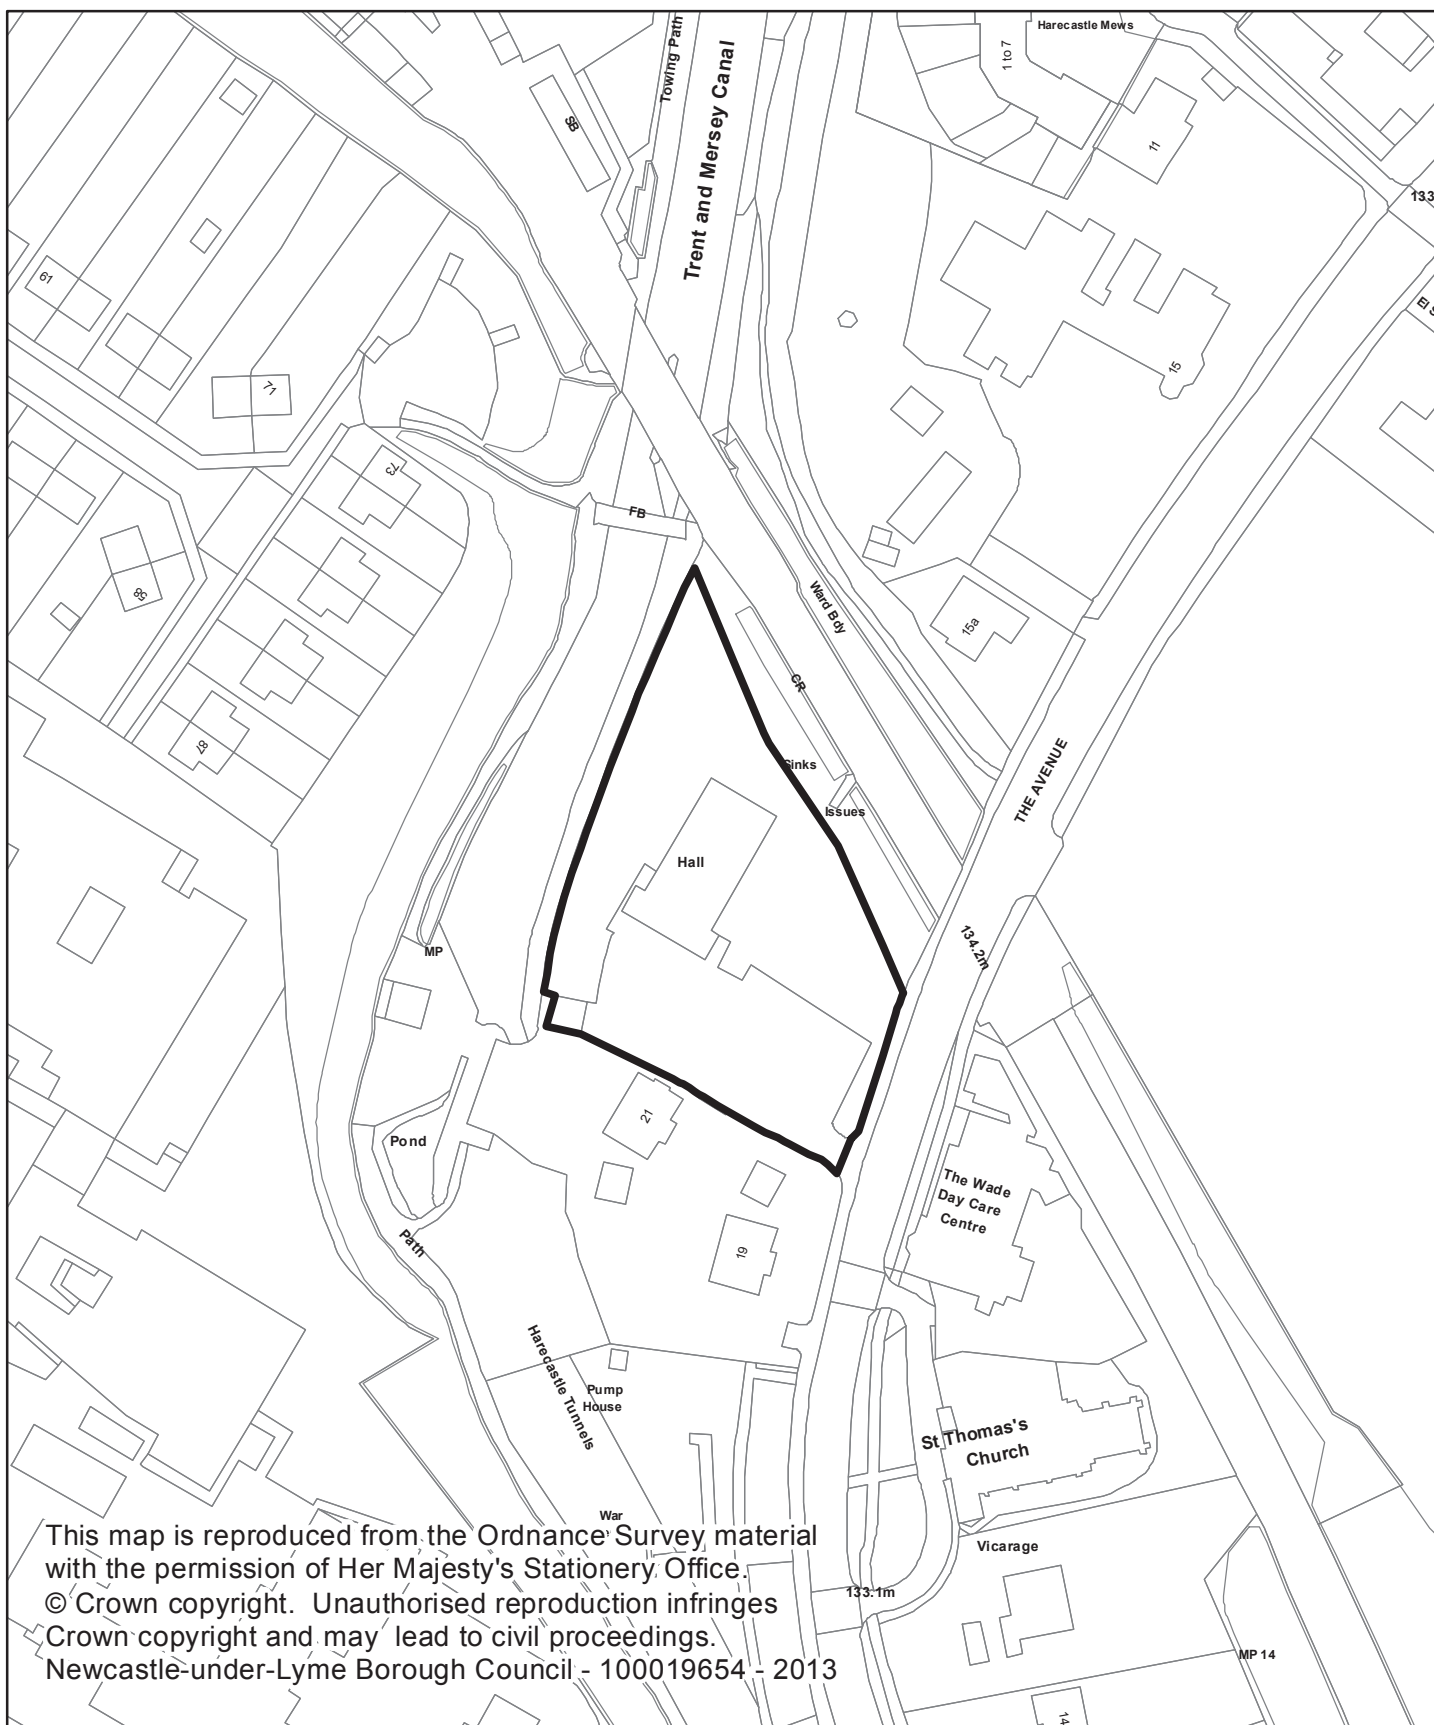 Harecastle Mews
1 to 7
Towing Path
Trent and Mersey Canal
SB
11
133
El S
61
15
71
73
FB
58
Ward Bdy
15a
CR
87
Sinks
Issues
THE AVENUE
Hall
134.2m
MP
21
Pond
The Wade
Day Care
Centre
Path
19
Harecastle Tunnels
Pump
House
St Thomas's
Church
War
Vicarage
133.1m
MP 14
14
This map is reproduced from the Ordnance Survey material
with the permission of Her Majesty's Stationery Office.
© Crown copyright. Unauthorised reproduction infringes
Crown copyright and may lead to civil proceedings.
Newcastle-under-Lyme Borough Council - 100019654 - 2013